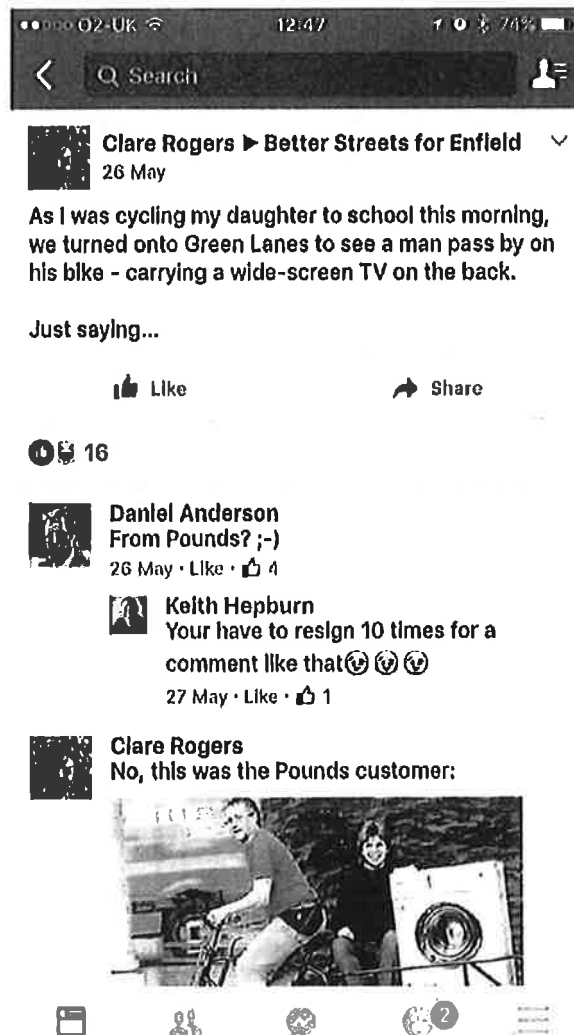 O2-UK 12:47 74%
Search
Clare Rogers ▶ Better Streets for Enfield
26 May
As I was cycling my daughter to school this morning,
we turned onto Green Lanes to see a man pass by on
his bike - carrying a wide-screen TV on the back.
Just saying...
Like Share
16
Daniel Anderson
From Pounds? ;-)
26 May · Like · 4
Keith Hepburn
Your have to resign 10 times for a
comment like that
27 May · Like · 1
Clare Rogers
No, this was the Pounds customer:
2